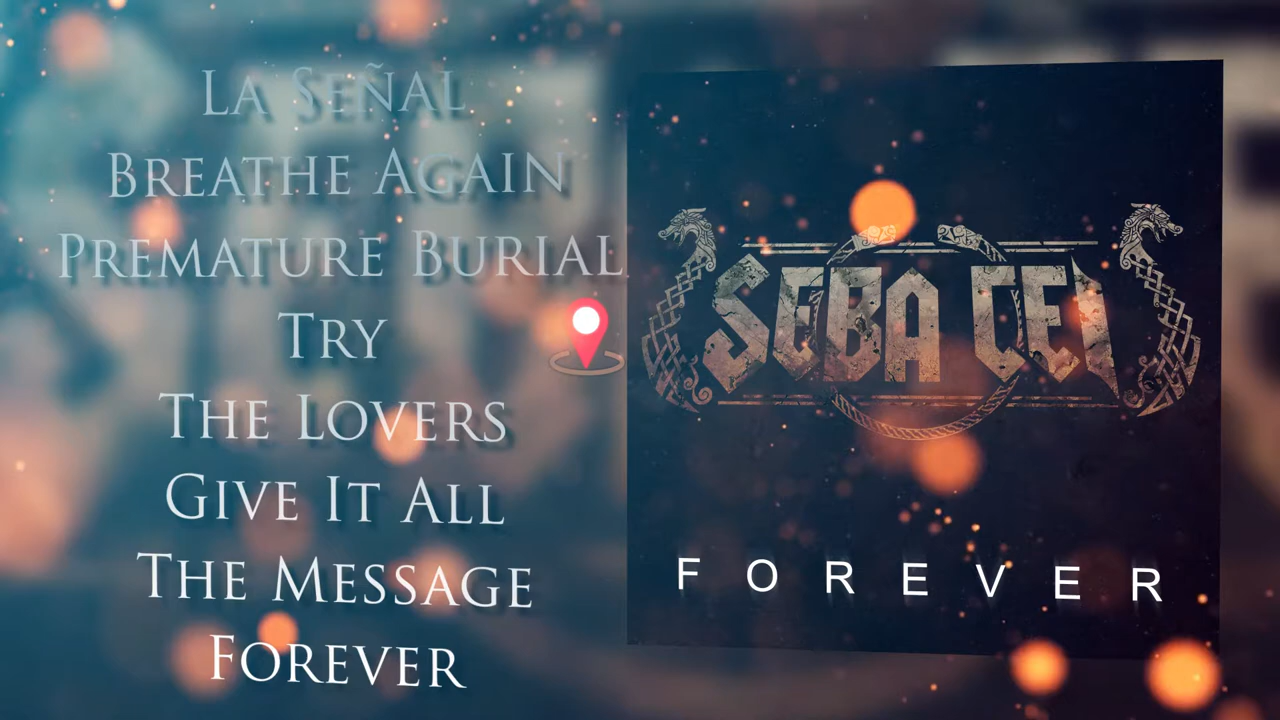 La Señal
Breathe Again
Premature Burial
Try
The Lovers
Give It All
The Message
Forever
SEBA CEI
FOREVER